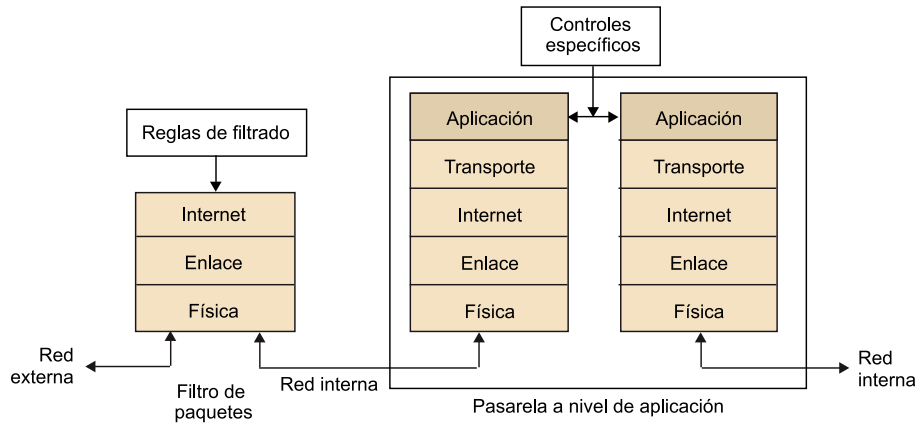 Controles
específicos
Reglas de filtrado
Aplicación
Aplicación
Transporte
Transporte
Internet
Internet
Internet
Enlace
Enlace
Enlace
Física
Física
Física
Red
externa
Filtro de
paquetes
Red interna
Red
interna
Pasarela a nivel de aplicación